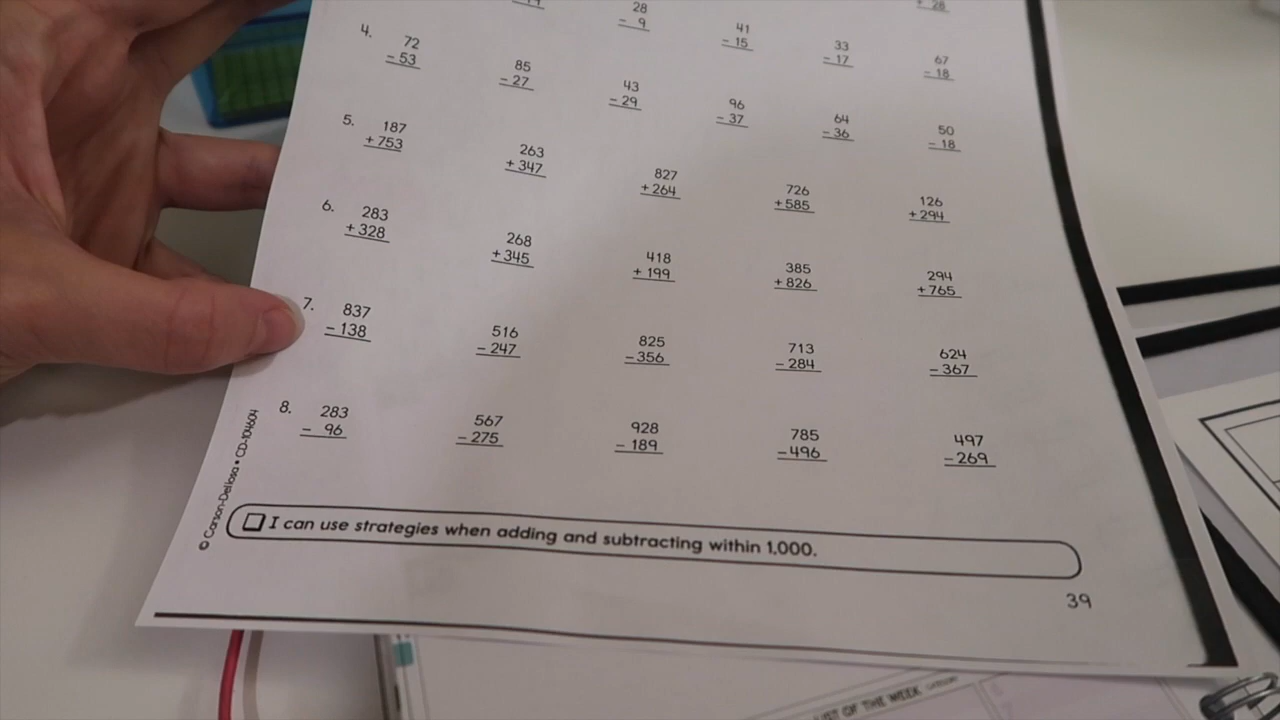 + 28
28 41 33 67
- 9 - 15 - 17 - 18
4. 72 85 43 96 64 50
- 53 - 27 - 29 - 37 - 36 - 18
5. 187 263 827 726 126
+ 753 + 347 + 264 + 585 + 294
6. 283 268 418 385 294
+ 328 + 345 + 199 + 826 + 765
7. 837 516 825 713 624
- 138 - 247 - 356 - 284 - 367
8. 283 567 928 785 497
- 96 - 275 - 189 - 496 - 269
I can use strategies when adding and subtracting within 1,000.
© Carson-Dellosa • CD-104604
39
OF THE WEEK